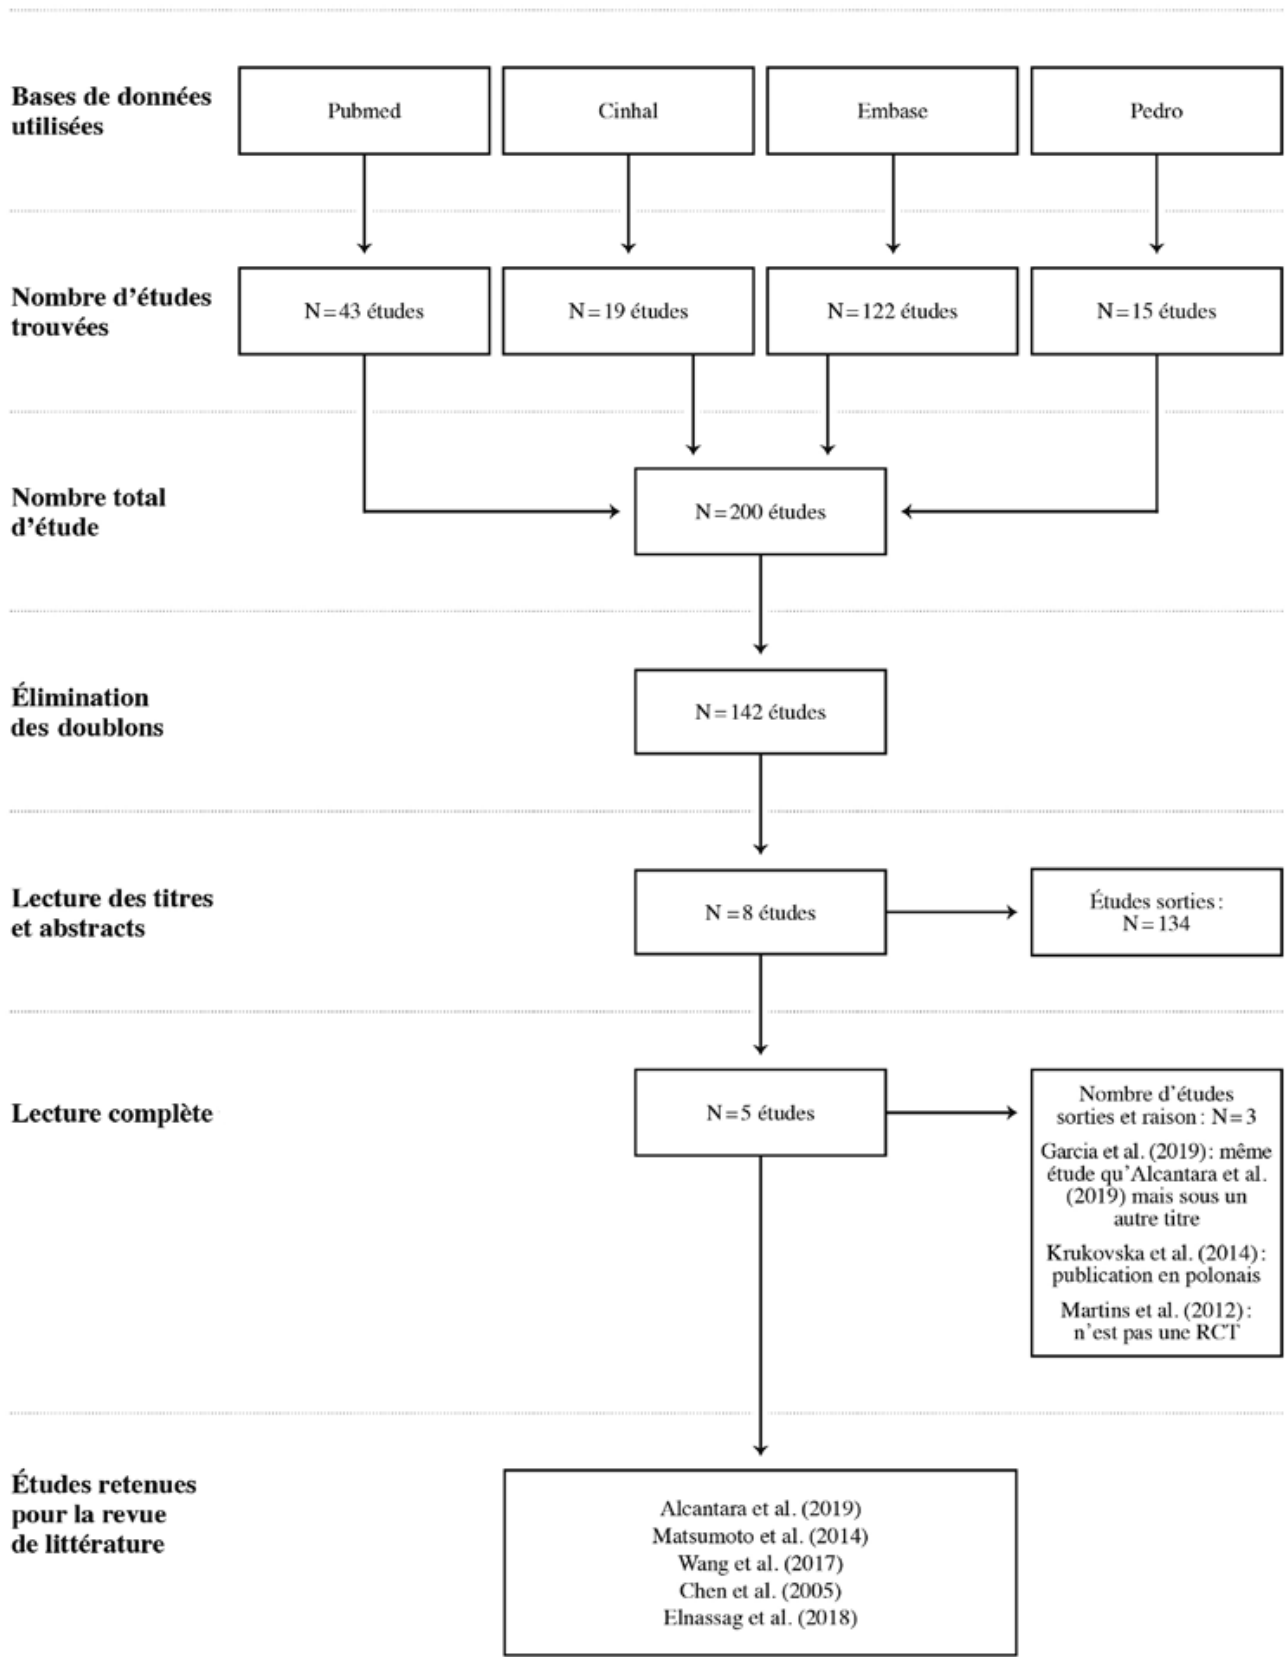 Bases de données
utilisées
Pubmed
Cinhal
Embase
Pedro
Nombre d’études
trouvées
N=43 études
N=19 études
N=122 études
N=15 études
Nombre total
d’étude
N=200 études
Élimination
des doublons
N=142 études
Lecture des titres
et abstracts
N=8 études
Études sorties:
N=134
Lecture complète
N=5 études
Nombre d’études
sorties et raison: N=3
Garcia et al. (2019): même
étude qu’Alcantara et al.
(2019) mais sous un
autre titre
Krukovska et al. (2014):
publication en polonais
Martins et al. (2012):
n’est pas une RCT
Études retenues
pour la revue
de littérature
Alcantara et al. (2019)
Matsumoto et al. (2014)
Wang et al. (2017)
Chen et al. (2005)
Elnassag et al. (2018)